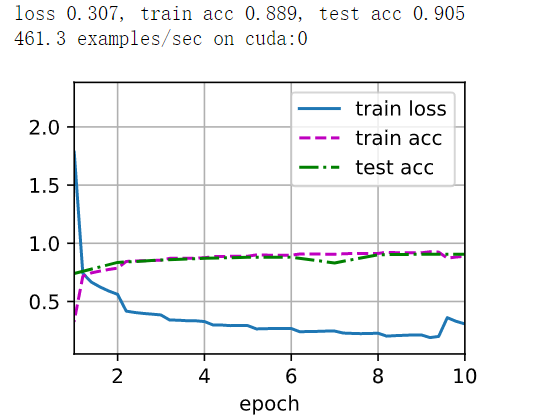 loss 0.307, train acc 0.889, test acc 0.905
461.3 examples/sec on cuda:0
train loss
train acc
test acc
2.0
1.5
1.0
0.5
2 4 6 8 10
epoch